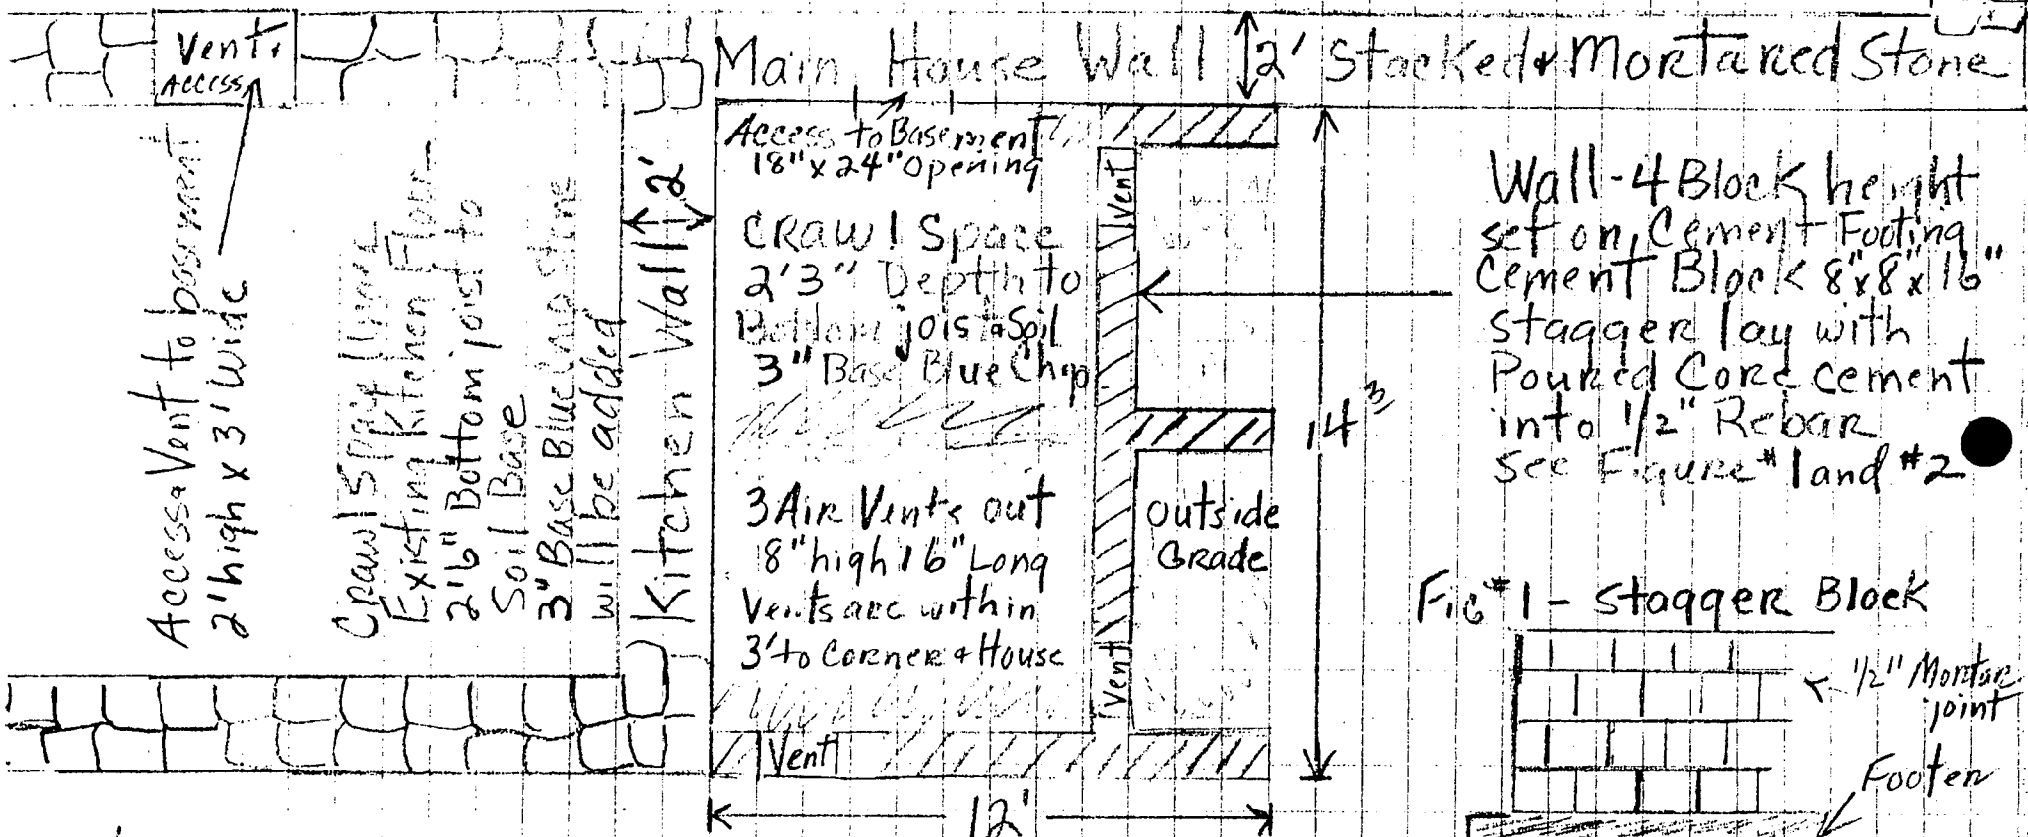 Vent &
Access
Main House Wall
2' Stacked & Mortared Stone
Access to Basement
18" x 24" Opening
Crawl Space
2'3" Depth to
Bottom joist & Soil
3" Base Blue Chip
3 Air Vents out
8" high 16" Long
Vents are within
3' to Corner & House
Vent
Vent
Vent
Access & Vent to basement
2' high x 3' wide
Existing Kitchen Floor -
2'6" Bottom joist to
Soil Base
3" Base Blue stone
will be added
2'
Kitchen Wall
Outside
Grade
14 3
12'
Wall - 4 Block height
set on Cement Footing
Cement Block 8"x8"x16"
Stagger lay with
Poured Core cement
into 1/2" Rebar
See Figure #1 and #2
Fig #1 - Stagger Block
1/2" Mortar
joint
Footer